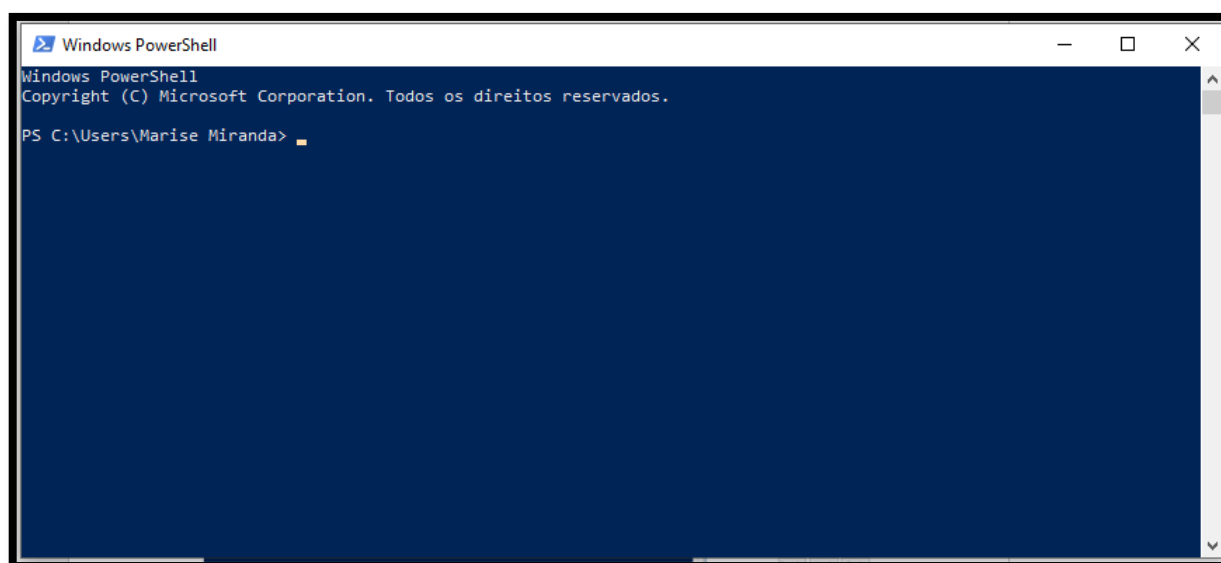 Windows PowerShell
Windows PowerShell
Copyright (C) Microsoft Corporation. Todos os direitos reservados.
PS C:\Users\Marise Miranda>